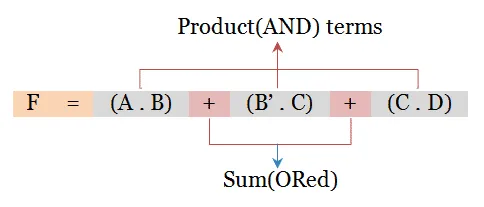 Product(AND) terms
F = (A . B) + (B’ . C) + (C . D)
Sum(ORed)